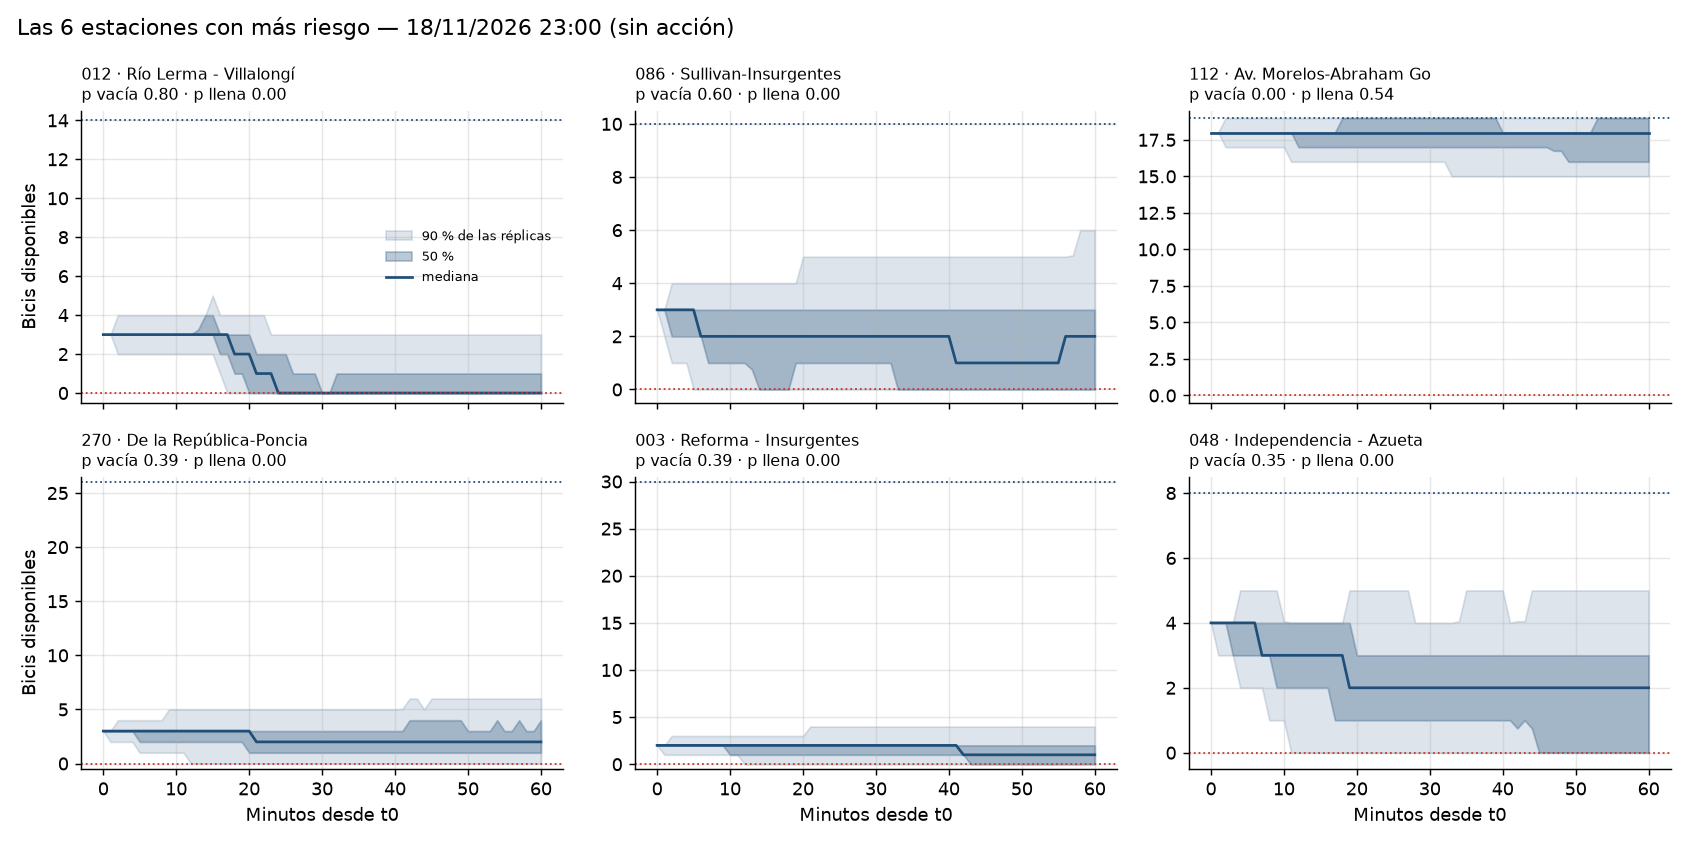 Las 6 estaciones con más riesgo — 18/11/2026 23:00 (sin acción)
012 · Río Lerma - Villalongí
p vacía 0.80 · p llena 0.00
086 · Sullivan-Insurgentes
p vacía 0.60 · p llena 0.00
112 · Av. Morelos-Abraham Go
p vacía 0.00 · p llena 0.54
Bicis disponibles
14
12
10
8
6
4
2
0
90 % de las réplicas
50 %
mediana
10
8
6
4
2
0
17.5
15.0
12.5
10.0
7.5
5.0
2.5
0.0
270 · De la República-Poncia
p vacía 0.39 · p llena 0.00
003 · Reforma - Insurgentes
p vacía 0.39 · p llena 0.00
048 · Independencia - Azueta
p vacía 0.35 · p llena 0.00
Bicis disponibles
25
20
15
10
5
0
0 10 20 30 40 50 60
Minutos desde t0
30
25
20
15
10
5
0
0 10 20 30 40 50 60
Minutos desde t0
8
6
4
2
0
0 10 20 30 40 50 60
Minutos desde t0